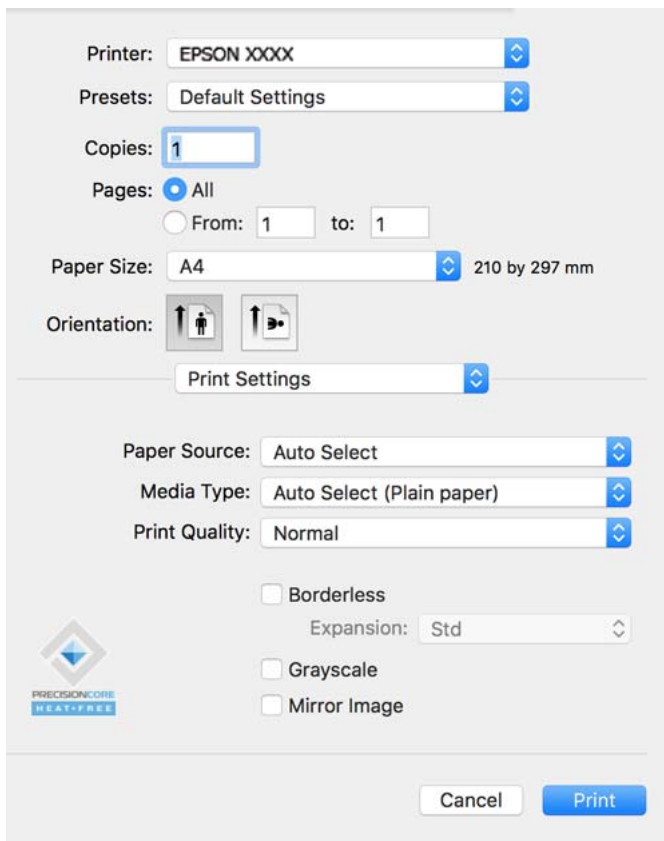 Printer: EPSON XXXX
Presets: Default Settings
Copies: 1
Pages: All
From: 1 to: 1
Paper Size: A4 210 by 297 mm
Orientation:
Print Settings
Paper Source: Auto Select
Media Type: Auto Select (Plain paper)
Print Quality: Normal
Borderless
Expansion: Std
Grayscale
Mirror Image
PRECISIONCORE
HEAT-FREE
Cancel Print